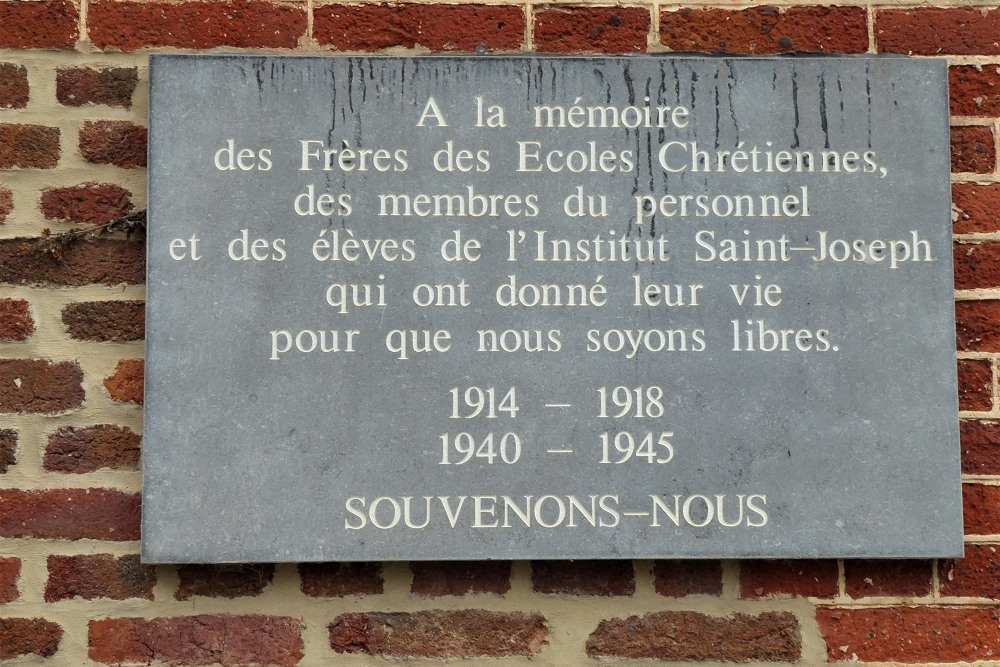 A la mémoire
des Frères des Ecoles Chrétiennes,
des membres du personnel
et des élèves de l'Institut Saint-Joseph
qui ont donné leur vie
pour que nous soyons libres.
1914 – 1918
1940 – 1945
SOUVENONS-NOUS